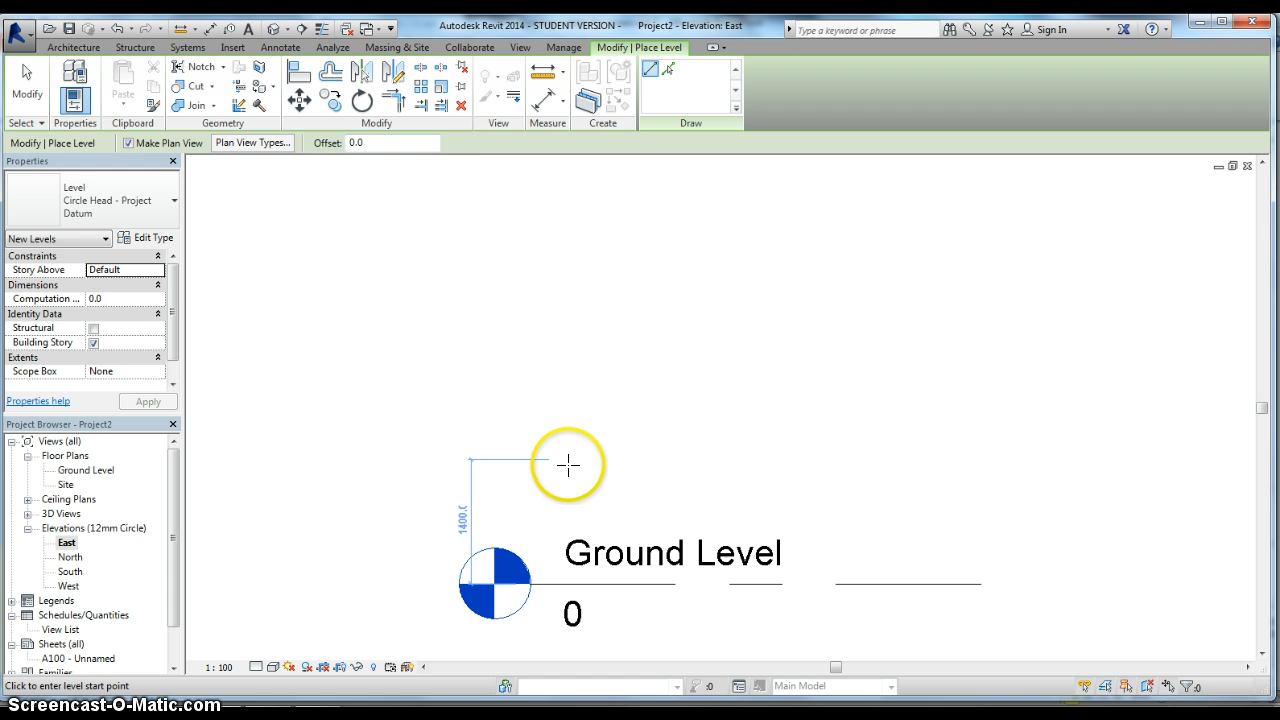 Autodesk Revit 2014 - STUDENT VERSION - Project2 - Elevation: East
Type a keyword or phrase
Sign In
Architecture Structure Systems Insert Annotate Analyze Massing & Site Collaborate View Manage Modify | Place Level
Modify
Paste
Notch
Cut
Join
Select Properties Clipboard Geometry Modify View Measure Create Draw
Modify | Place Level Make Plan View Plan View Types... Offset: 0.0
Properties
Level
Circle Head - Project
Datum
New Levels Edit Type
Constraints
Story Above Default
Dimensions
Computation ... 0.0
Identity Data
Structural
Building Story
Extents
Scope Box None
Properties help Apply
Project Browser - Project2
Views (all)
Floor Plans
Ground Level
Site
Ceiling Plans
3D Views
Elevations (12mm Circle)
East
North
South
West
Legends
Schedules/Quantities
View List
Sheets (all)
A100 - Unnamed
Families
1400.0
Ground Level
0
1 : 100
Click to enter level start point
:0
Main Model
:0
Screencast-O-Matic.com